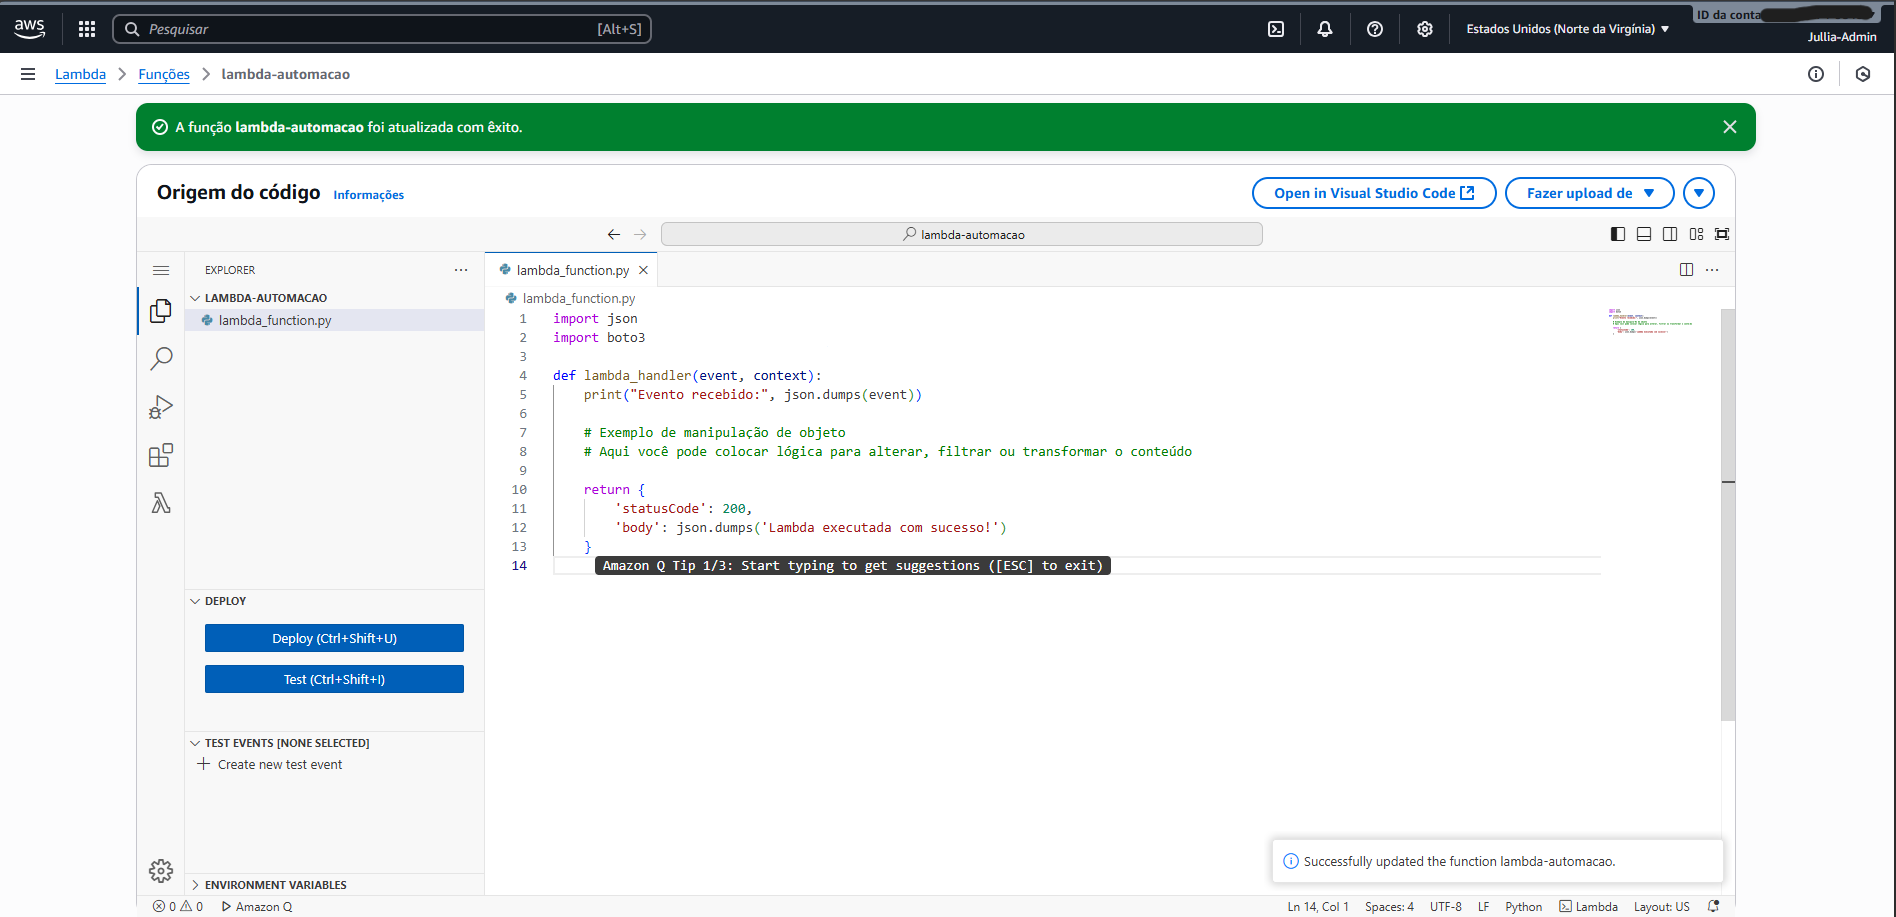 aws
Pesquisar [Alt+S]
Estados Unidos (Norte da Virgínia)
ID da conta
Jullia-Admin
Lambda > Funções > lambda-automacao
A função lambda-automacao foi atualizada com êxito.
Origem do código Informações
Open in Visual Studio Code
Fazer upload de
lambda-automacao
EXPLORER
LAMBDA-AUTOMACAO
lambda_function.py
DEPLOY
Deploy (Ctrl+Shift+U)
Test (Ctrl+Shift+I)
TEST EVENTS [NONE SELECTED]
Create new test event
ENVIRONMENT VARIABLES
lambda_function.py
lambda_function.py
1 import json
2 import boto3
3
4 def lambda_handler(event, context):
5 print("Evento recebido:", json.dumps(event))
6
7 # Exemplo de manipulação de objeto
8 # Aqui você pode colocar lógica para alterar, filtrar ou transformar o conteúdo
9
10 return {
11 'statusCode': 200,
12 'body': json.dumps('Lambda executada com sucesso!')
13 }
14 Amazon Q Tip 1/3: Start typing to get suggestions ([ESC] to exit)
Successfully updated the function lambda-automacao.
0 0 Amazon Q
Ln 14, Col 1 Spaces: 4 UTF-8 LF Python Lambda Layout: US